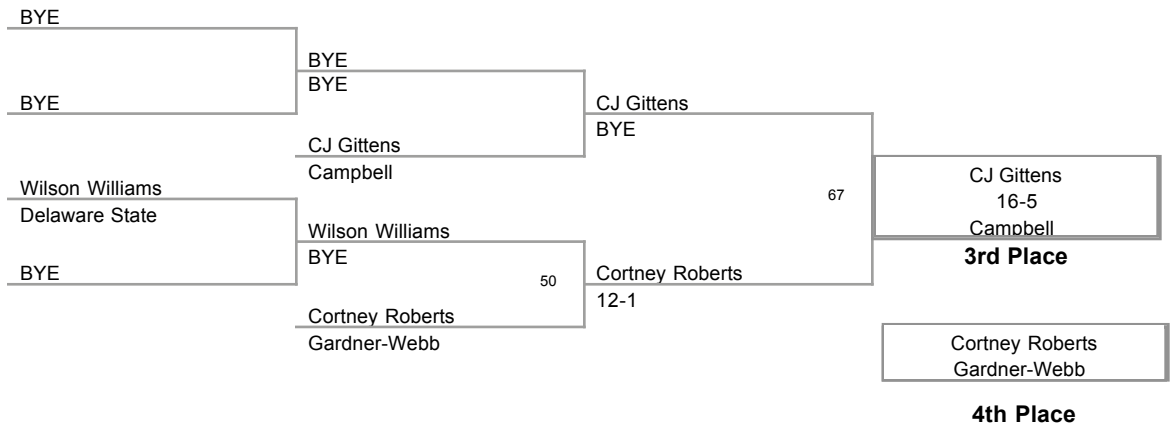 BYE
BYE
BYE
BYE
CJ Gittens
BYE
CJ Gittens
Campbell
Wilson Williams
Delaware State
Wilson Williams
BYE
BYE
50
Cortney Roberts
12-1
Cortney Roberts
Gardner-Webb
67
CJ Gittens
16-5
Campbell
3rd Place
Cortney Roberts
Gardner-Webb
4th Place